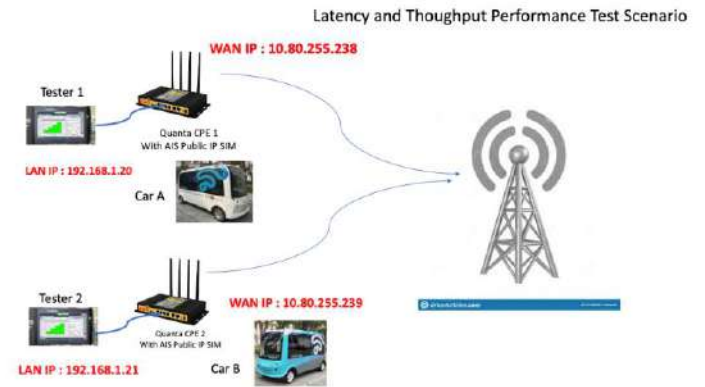 Latency and Thoughput Performance Test Scenario
WAN IP : 10.80.255.238
Tester 1
Quanta CPE 1
With AIS Public IP SIM
LAN IP : 192.168.1.20
Car A
Tester 2
WAN IP : 10.80.255.239
Quanta CPE 2
With AIS Public IP SIM
LAN IP : 192.168.1.21
Car B